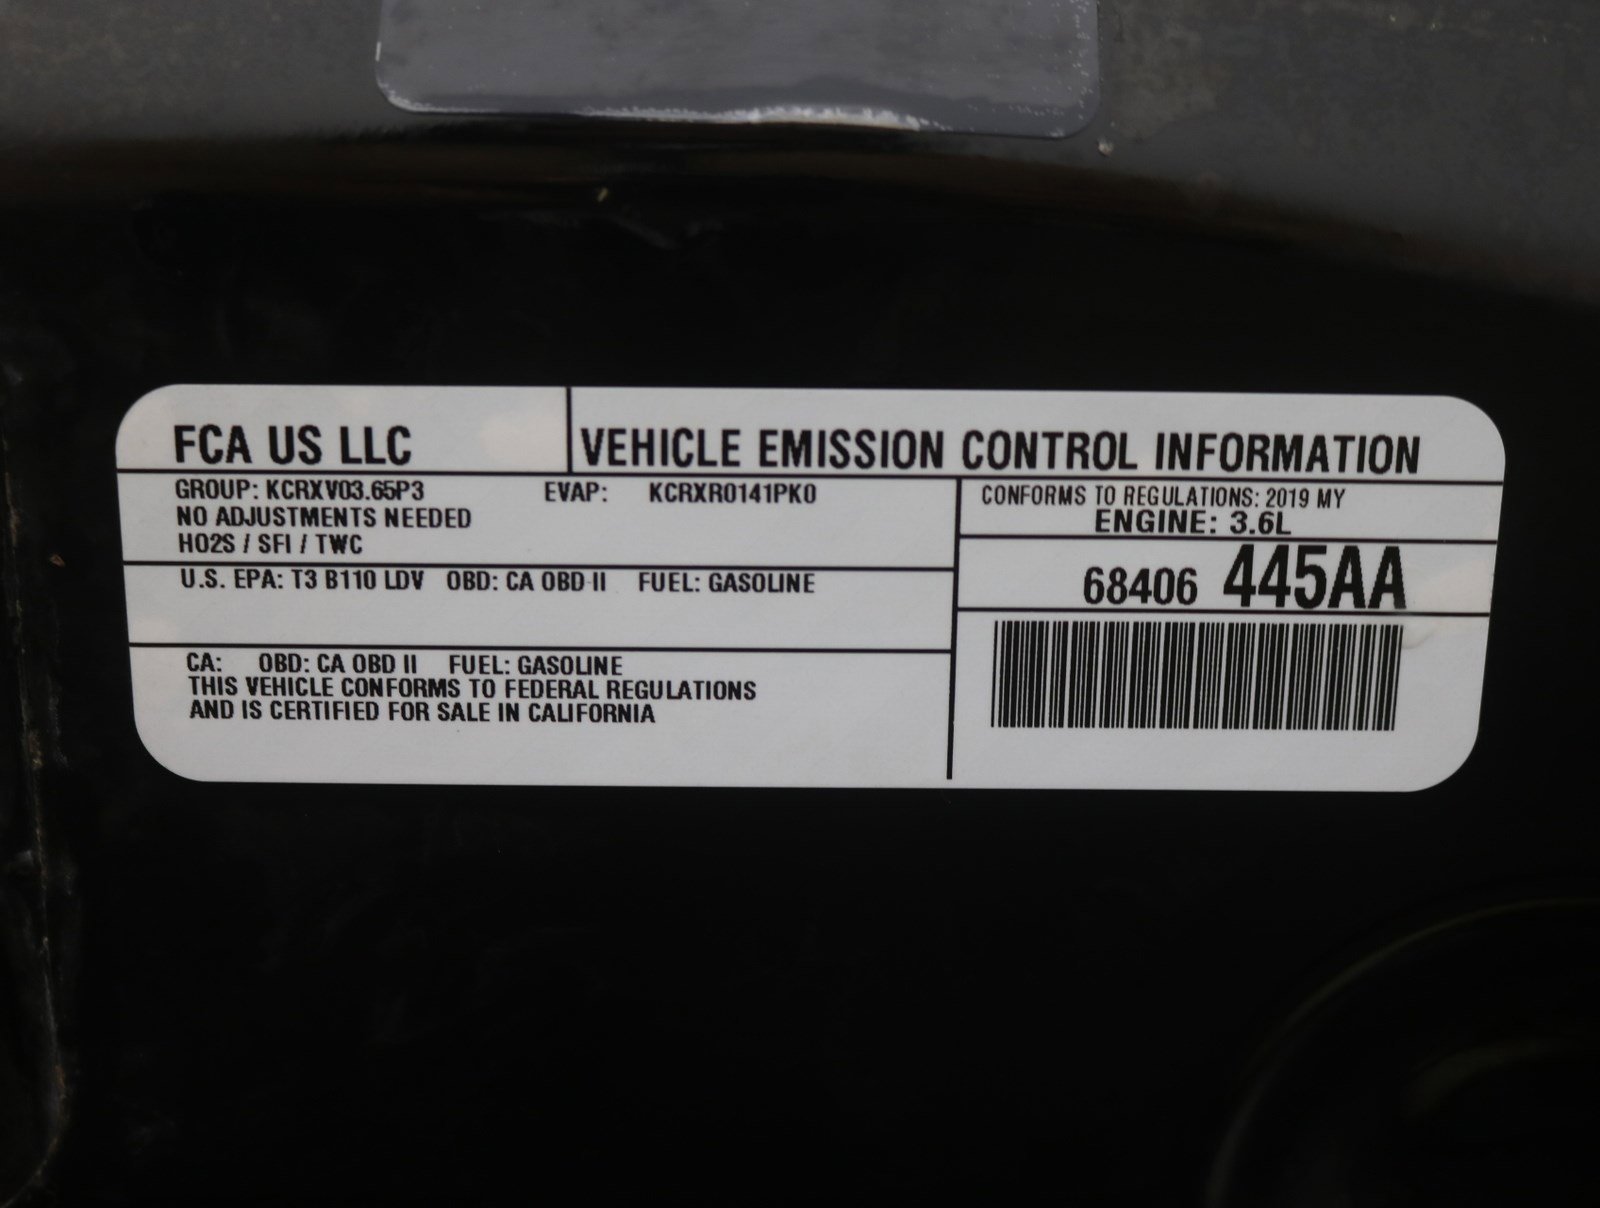 FCA US LLC
VEHICLE EMISSION CONTROL INFORMATION
GROUP: KCRXV03.65P3 EVAP: KCRXR0141PK0
NO ADJUSTMENTS NEEDED
HO2S / SFI / TWC
U.S. EPA: T3 B110 LDV OBD: CA OBD II FUEL: GASOLINE
CA: OBD: CA OBD II FUEL: GASOLINE
THIS VEHICLE CONFORMS TO FEDERAL REGULATIONS
AND IS CERTIFIED FOR SALE IN CALIFORNIA
CONFORMS TO REGULATIONS: 2019 MY
ENGINE: 3.6L
68406 445AA